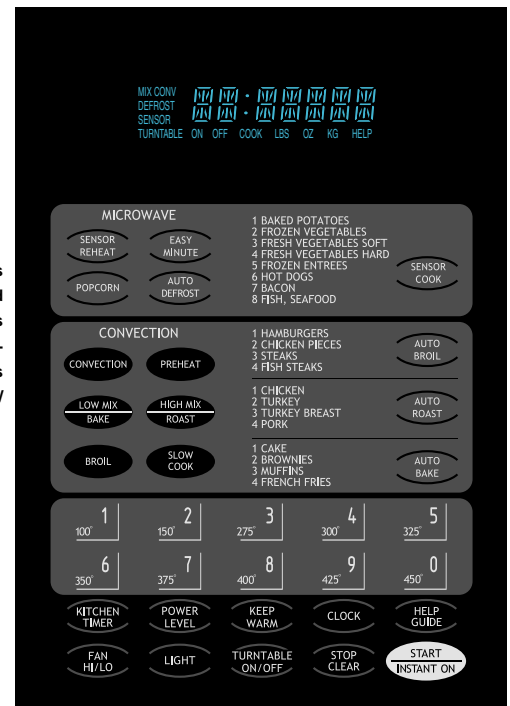 MIX CONV
DEFROST
SENSOR
TURNTABLE ON OFF COOK LBS OZ KG HELP
MICROWAVE
SENSOR
REHEAT
EASY
MINUTE
POPCORN
AUTO
DEFROST
1 BAKED POTATOES
2 FROZEN VEGETABLES
3 FRESH VEGETABLES SOFT
4 FRESH VEGETABLES HARD
5 FROZEN ENTREES
6 HOT DOGS
7 BACON
8 FISH, SEAFOOD
SENSOR
COOK
CONVECTION
CONVECTION
PREHEAT
LOW MIX
BAKE
HIGH MIX
ROAST
BROIL
SLOW
COOK
1 HAMBURGERS
2 CHICKEN PIECES
3 STEAKS
4 FISH STEAKS
AUTO
BROIL
1 CHICKEN
2 TURKEY
3 TURKEY BREAST
4 PORK
AUTO
ROAST
1 CAKE
2 BROWNIES
3 MUFFINS
4 FRENCH FRIES
AUTO
BAKE
1 2 3 4 5
100° 150° 275° 300° 325°
6 7 8 9 0
350° 375° 400° 425° 450°
KITCHEN
TIMER
POWER
LEVEL
KEEP
WARM
CLOCK
HELP
GUIDE
FAN
HI/LO
LIGHT
TURNTABLE
ON/OFF
STOP
CLEAR
START
INSTANT ON